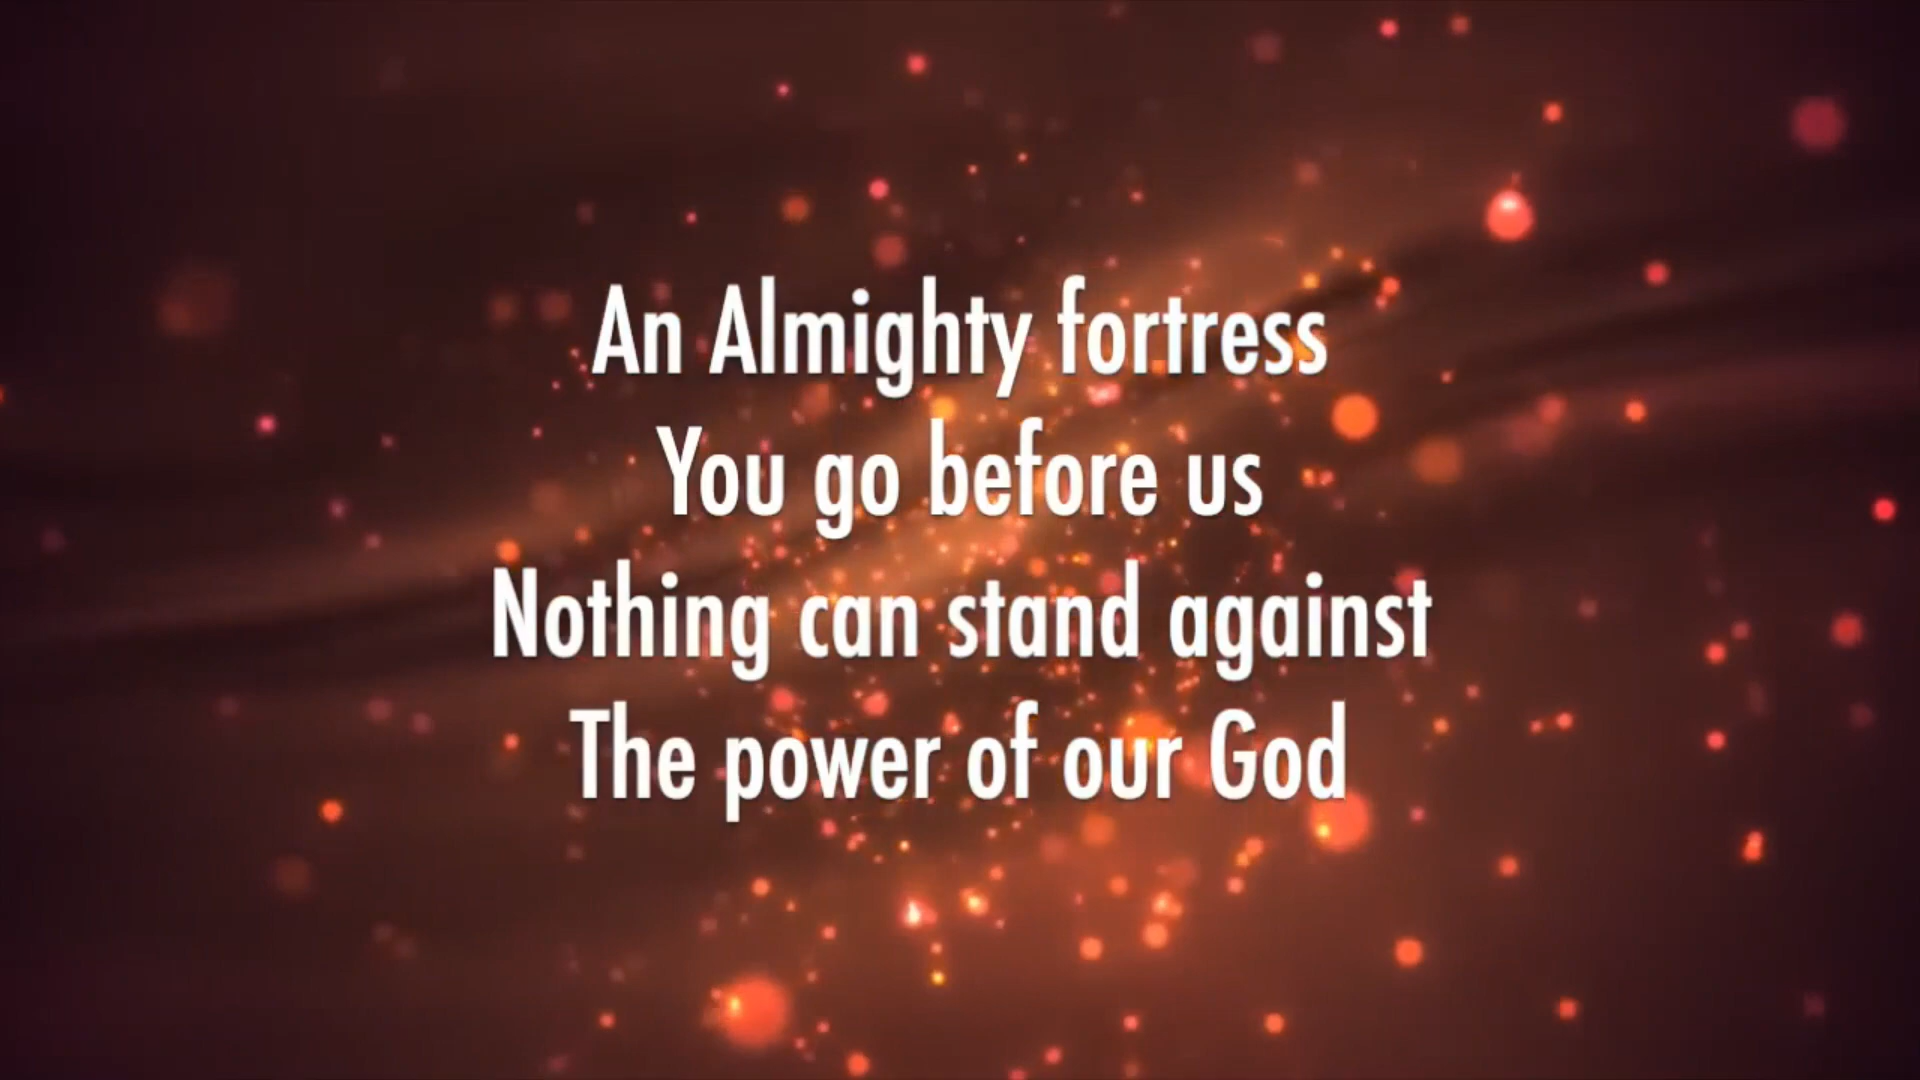 An Almighty fortress
You go before us
Nothing can stand against
The power of our God